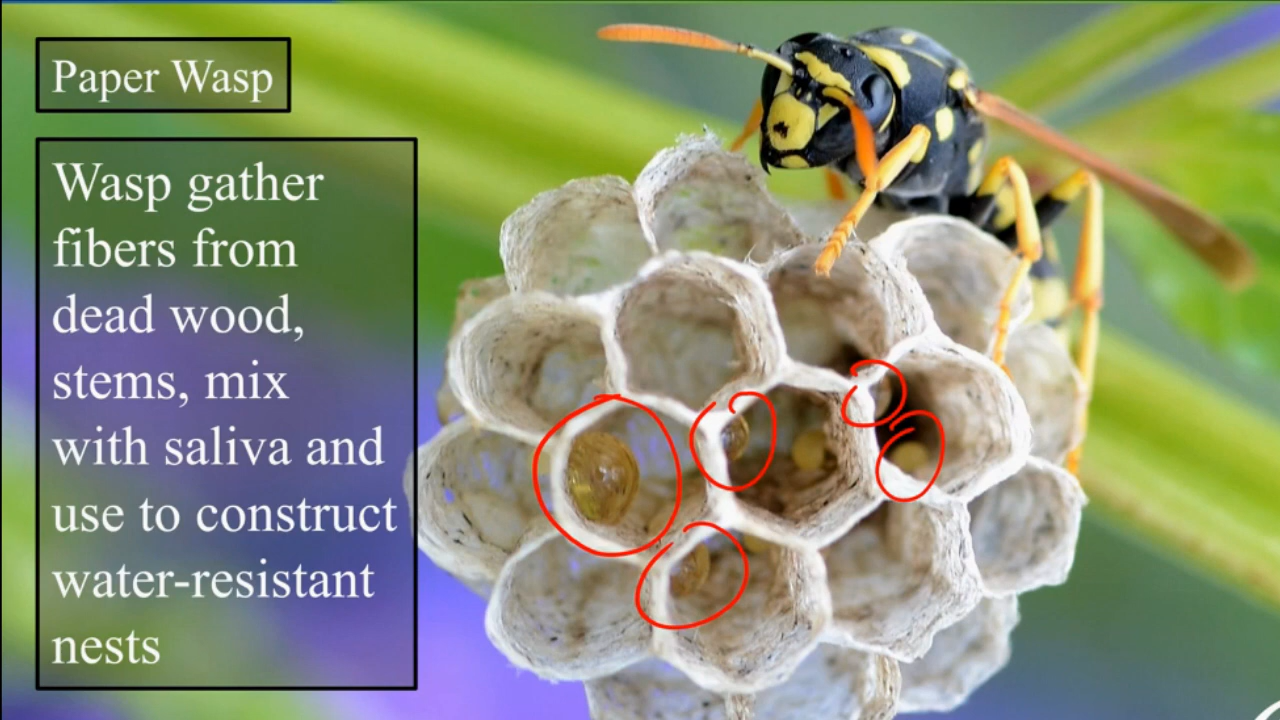 Paper Wasp
Wasp gather
fibers from
dead wood,
stems, mix
with saliva and
use to construct
water-resistant
nests